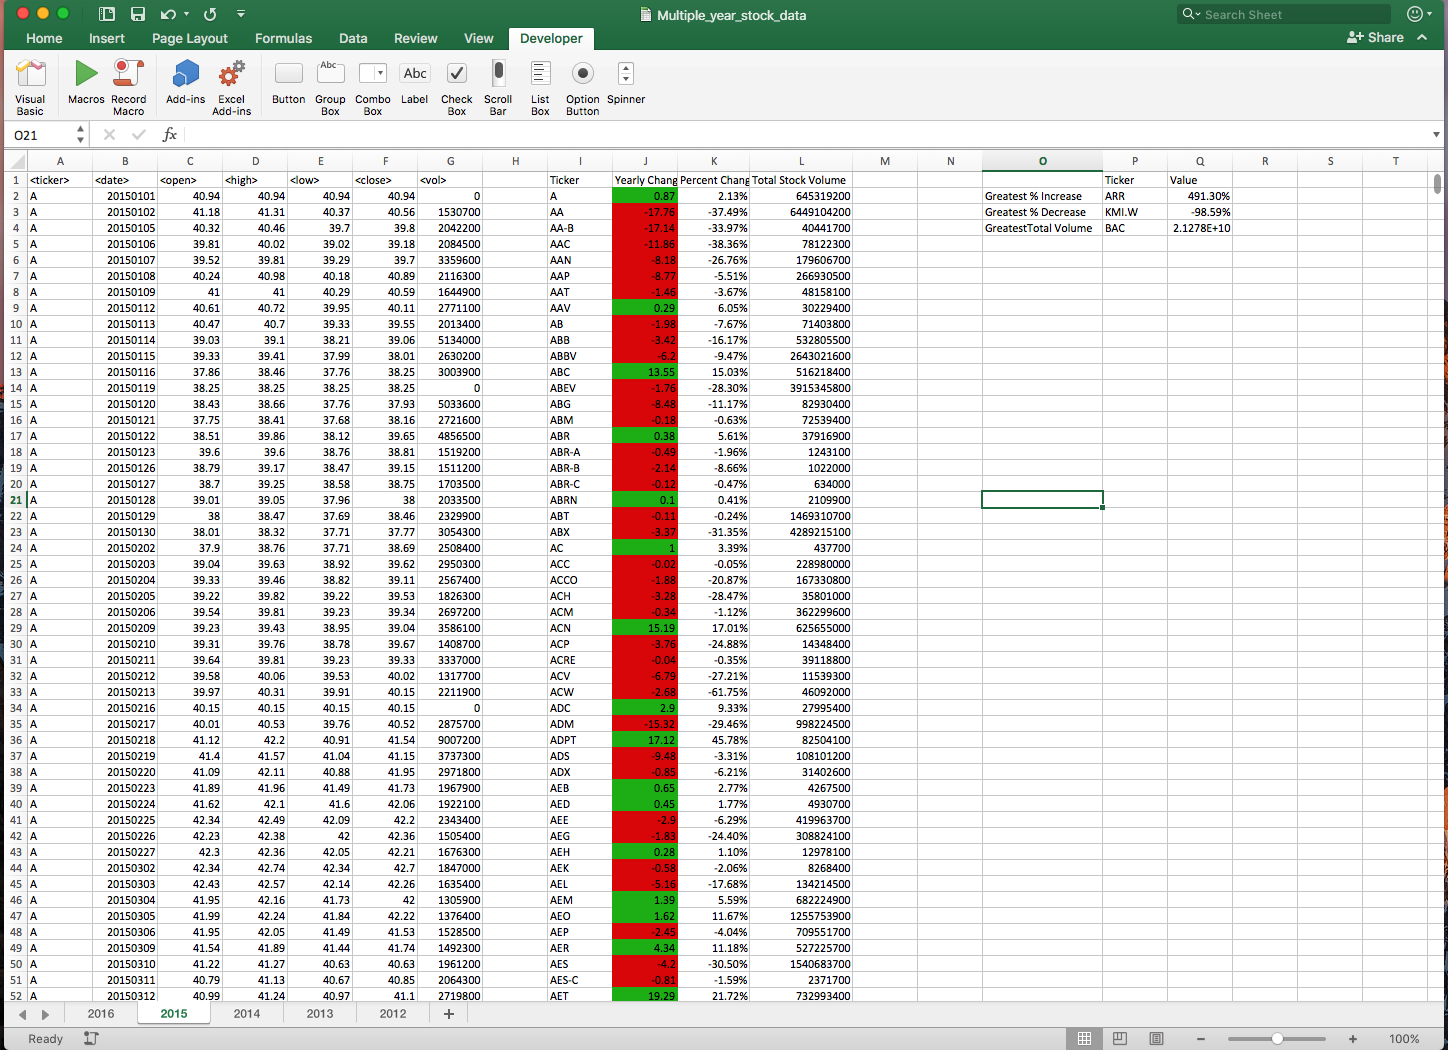 Multiple_year_stock_data
Search Sheet
Home Insert Page Layout Formulas Data Review View Developer
Share
Visual Basic Macros Record Macro Add-ins Excel Add-ins Button Group Box Combo Box Label Check Box Scroll Bar List Box Option Button Spinner
Abc Abc
O21 fx
A B C D E F G H I J K L M N O P Q R S T
1 <ticker> <date> <open> <high> <low> <close> <vol> Ticker Yearly Chang Percent Chang Total Stock Volume Ticker Value
2 A 20150101 40.94 40.94 40.94 40.94 0 A 0.87 2.13% 645319200 Greatest % Increase ARR 491.30%
3 A 20150102 41.18 41.31 40.37 40.56 1530700 AA -17.76 -37.49% 6449104200 Greatest % Decrease KMI.W -98.59%
4 A 20150105 40.32 40.46 39.7 39.8 2042200 AA-B -17.14 -33.97% 40441700 GreatestTotal Volume BAC 2.1278E+10
5 A 20150106 39.81 40.02 39.02 39.18 2084500 AAC -11.86 -38.36% 78122300
6 A 20150107 39.52 39.81 39.29 39.7 3359600 AAN -8.18 -26.76% 179606700
7 A 20150108 40.24 40.98 40.18 40.89 2116300 AAP -8.77 -5.51% 266930500
8 A 20150109 41 41 40.29 40.59 1644900 AAT -1.46 -3.67% 48158100
9 A 20150112 40.61 40.72 39.95 40.11 2771100 AAV 0.29 6.05% 30229400
10 A 20150113 40.47 40.7 39.33 39.55 2013400 AB -1.98 -7.67% 71403800
11 A 20150114 39.03 39.1 38.21 39.06 5134000 ABB -3.42 -16.17% 532805500
12 A 20150115 39.33 39.41 37.99 38.01 2630200 ABBV -6.2 -9.47% 2643021600
13 A 20150116 37.86 38.46 37.76 38.25 3003900 ABC 13.55 15.03% 516218400
14 A 20150119 38.25 38.25 38.25 38.25 0 ABEV -1.76 -28.30% 3915345800
15 A 20150120 38.43 38.66 37.76 37.93 5033600 ABG -8.48 -11.17% 82930400
16 A 20150121 37.75 38.41 37.68 38.16 2721600 ABM -0.18 -0.63% 72539400
17 A 20150122 38.51 39.86 38.12 39.65 4856500 ABR 0.38 5.61% 37916900
18 A 20150123 39.6 39.6 38.76 38.81 1519200 ABR-A -0.49 -1.96% 1243100
19 A 20150126 38.79 39.17 38.47 39.15 1511200 ABR-B -2.14 -8.66% 1022000
20 A 20150127 38.7 39.25 38.58 38.75 1703500 ABR-C -0.12 -0.47% 634000
21 A 20150128 39.01 39.05 37.96 38 2033500 ABRN 0.1 0.41% 2109900
22 A 20150129 38 38.47 37.69 38.46 2329900 ABT -0.11 -0.24% 1469310700
23 A 20150130 38.01 38.32 37.71 37.77 3054300 ABX -3.37 -31.35% 4289215100
24 A 20150202 37.9 38.76 37.71 38.69 2508400 AC 1 3.39% 437700
25 A 20150203 39.04 39.63 38.92 39.62 2950300 ACC -0.02 -0.05% 228980000
26 A 20150204 39.33 39.46 38.82 39.11 2567400 ACCO -1.88 -20.87% 167330800
27 A 20150205 39.22 39.82 39.22 39.53 1826300 ACH -3.28 -28.47% 35801000
28 A 20150206 39.54 39.81 39.23 39.34 2697200 ACM -0.34 -1.12% 362299600
29 A 20150209 39.23 39.43 38.95 39.04 3586100 ACN 15.19 17.01% 625655000
30 A 20150210 39.31 39.76 38.78 39.67 1408700 ACP -3.76 -24.88% 14348400
31 A 20150211 39.64 39.81 39.23 39.33 3337000 ACRE -0.04 -0.35% 39118800
32 A 20150212 39.58 40.06 39.53 40.02 1317700 ACV -6.79 -27.21% 11539300
33 A 20150213 39.97 40.31 39.91 40.15 2211900 ACW -2.68 -61.75% 46092000
34 A 20150216 40.15 40.15 40.15 40.15 0 ADC 2.9 9.33% 27995400
35 A 20150217 40.01 40.53 39.76 40.52 2875700 ADM -15.32 -29.46% 998224500
36 A 20150218 41.12 42.2 40.91 41.54 9007200 ADPT 17.12 45.78% 82504100
37 A 20150219 41.4 41.57 41.04 41.15 3737300 ADS -9.48 -3.31% 108101200
38 A 20150220 41.09 42.11 40.88 41.95 2971800 ADX -0.85 -6.21% 31402600
39 A 20150223 41.89 41.96 41.49 41.73 1967900 AEB 0.65 2.77% 4267500
40 A 20150224 41.62 42.1 41.6 42.06 1922100 AED 0.45 1.77% 4930700
41 A 20150225 42.34 42.49 42.09 42.2 2343400 AEE -2.9 -6.29% 419963700
42 A 20150226 42.23 42.38 42 42.36 1505400 AEG -1.83 -24.40% 308824100
43 A 20150227 42.3 42.36 42.05 42.21 1676300 AEH 0.28 1.10% 12978100
44 A 20150302 42.34 42.74 42.34 42.7 1847000 AEK -0.58 -2.06% 8268400
45 A 20150303 42.43 42.57 42.14 42.26 1635400 AEL -5.16 -17.68% 134214500
46 A 20150304 41.95 42.16 41.73 42 1305900 AEM 1.39 5.59% 682224900
47 A 20150305 41.99 42.24 41.84 42.22 1376400 AEO 1.62 11.67% 1255753900
48 A 20150306 41.95 42.05 41.49 41.53 1528500 AEP -2.45 -4.04% 709551700
49 A 20150309 41.54 41.89 41.44 41.74 1492300 AER 4.34 11.18% 527225700
50 A 20150310 41.22 41.27 40.63 40.63 1961200 AES -4.2 -30.50% 1540683700
51 A 20150311 40.79 41.13 40.67 40.85 2064300 AES-C -0.81 -1.59% 2371700
52 A 20150312 40.99 41.24 40.97 41.1 2719800 AET 19.29 21.72% 732993400
2016 2015 2014 2013 2012 +
Ready 100%